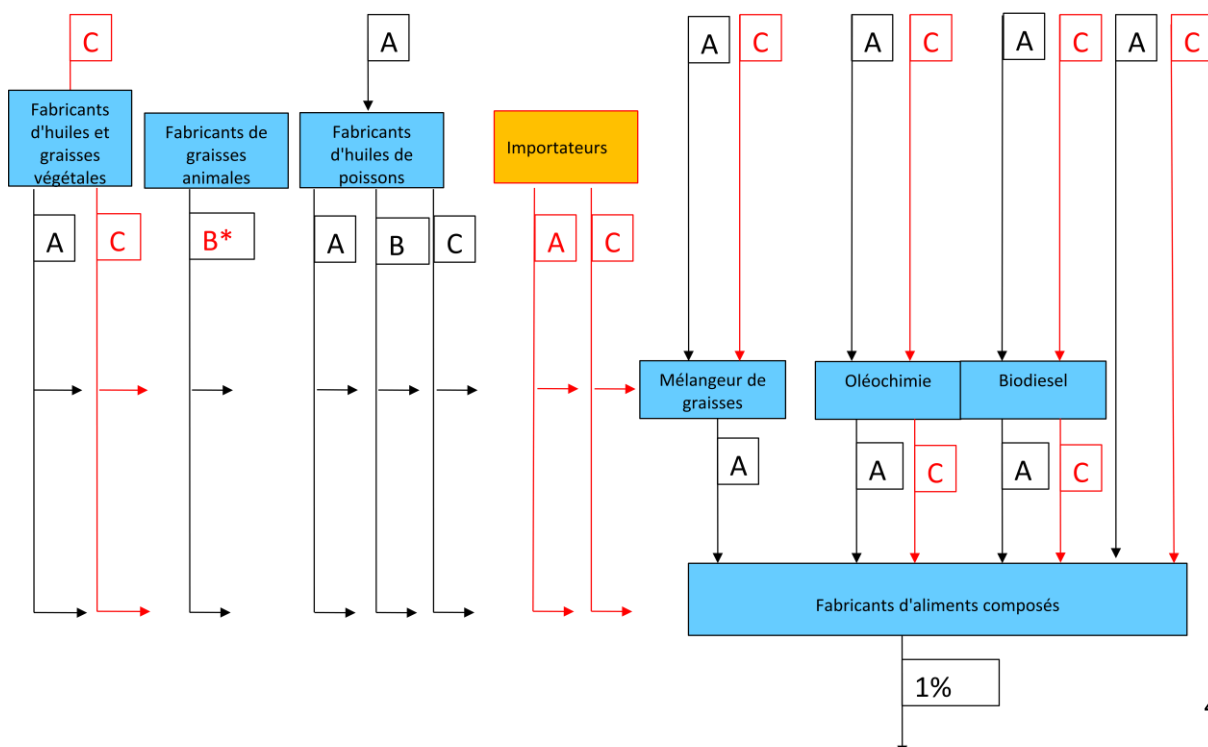 C
A
A
C
A
C
A
C
A
C
Fabricants
d'huiles et
graisses
végétales
Fabricants de
graisses
animales
Fabricants
d'huiles de
poissons
Importateurs
A
C
B*
A
B
C
A
C
Mélangeur de
graisses
Oléochimie
Biodiesel
A
A
C
A
C
Fabricants d'aliments composés
1%